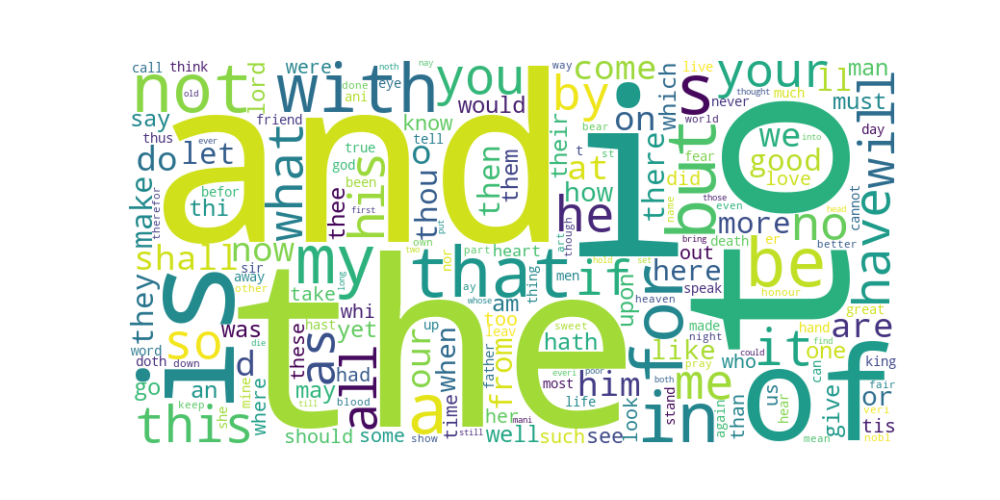 and
the
i
to
of
is
my
that
not
with
you
be
in
a
it
for
his
your
this
but
he
have
as
so
me
will
what
all
him
thou
s
no
by
we
do
shall
if
are
our
on
now
good
at
let
come
d
or
from
they
her
more
ll
there
here
would
well
how
them
then
their
thi
am
thee
like
when
was
hath
than
may
upon
one
us
man
go
make
an
yet
she
should
must
sir
which
did
why
see
had
such
where
give
who
some
lord
these
too
take
speak
mine
say
up
think
first
know
tis
king
love
were
call
old
thus
friend
ever
befor
therefor
true
god
been
tell
eye
ani
done
noth
nay
way
bear
t
st
never
world
thought
much
live
day
into
fear
even
those
name
though
art
part
heart
own
two
put
nor
ay
whose
thing
men
hold
set
heaven
out
bring
death
er
better
head
cannot
great
honour
hand
find
can
could
night
made
pray
both
stand
look
poor
most
everi
sweet
life
father
leav
time
still
show
mani
blood
till
hast
long
away
other
die
word
doth
down
keep
whi
again
hear
mean
veri
nobl
fair